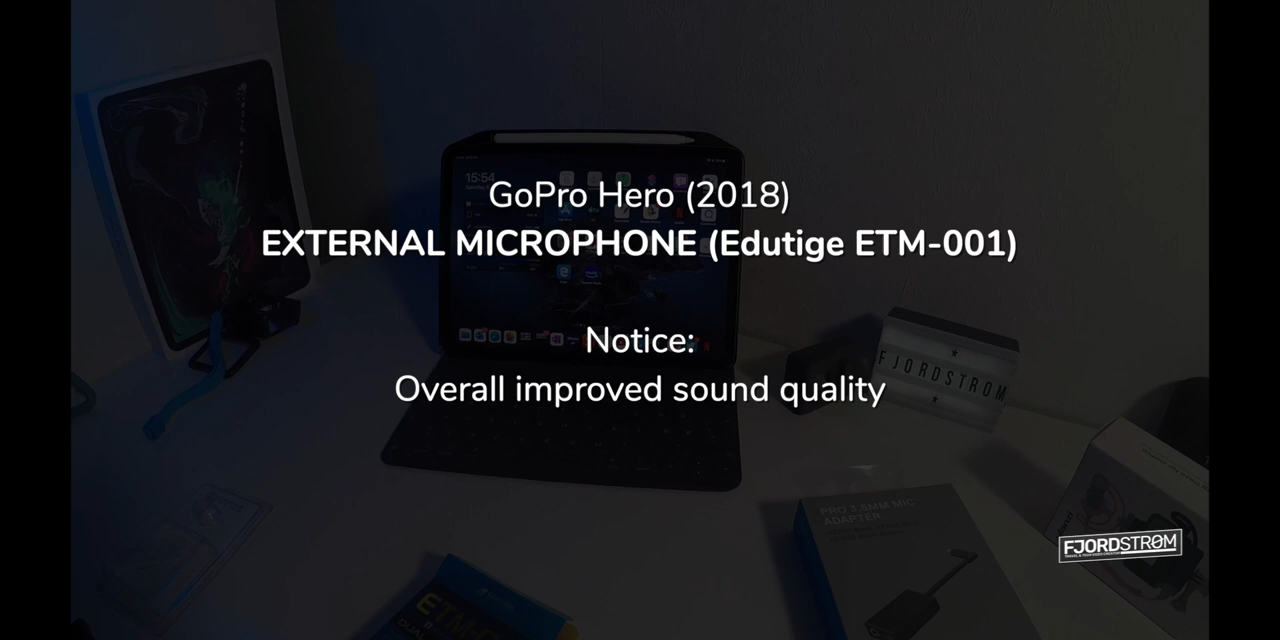 GoPro Hero (2018)
EXTERNAL MICROPHONE (Edutige ETM-001)
Notice:
Overall improved sound quality
15:54
FJORDSTROM
PRO 3.5MM MIC
ADAPTER
FJORDSTRØM